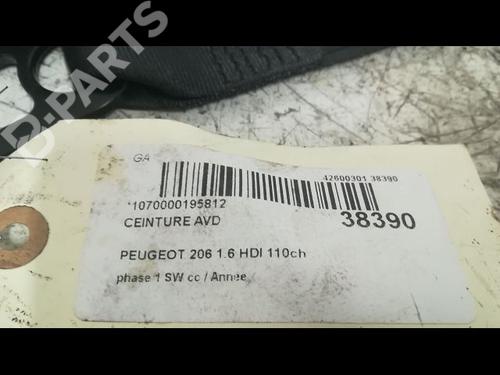 B-PARTS
GA
42600301 38390
*1070000195812
38390
CEINTURE AVD
PEUGEOT 206 1.6 HDI 110ch
phase 1 SW cc / Annee